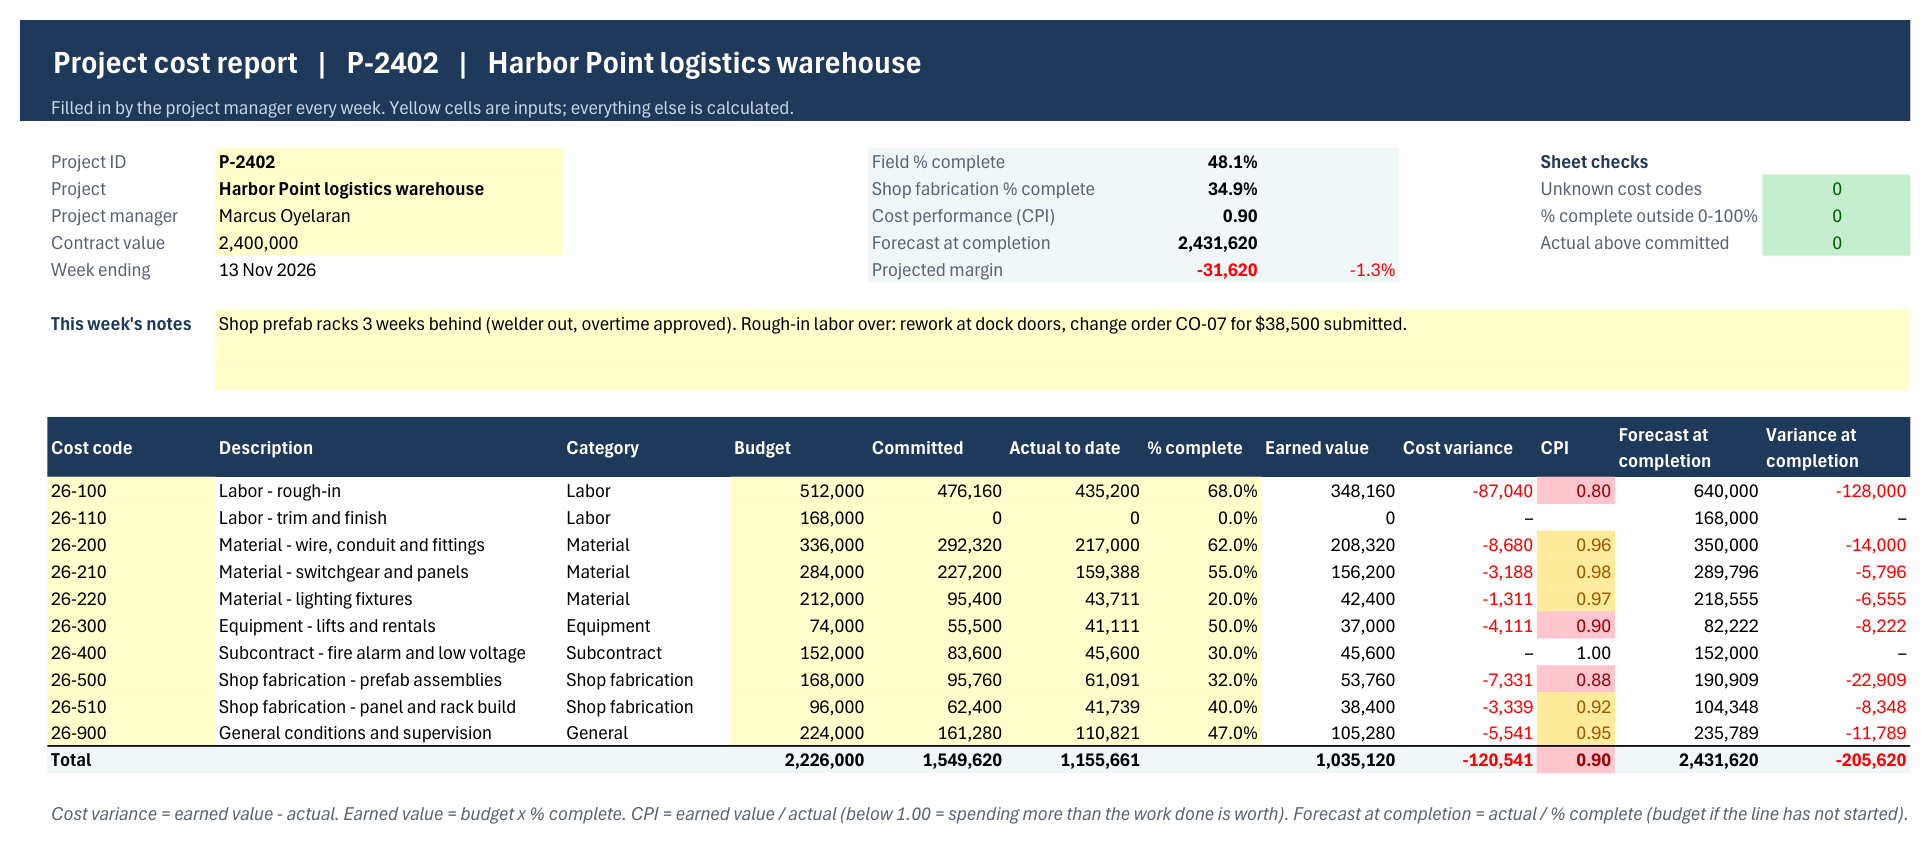 Project cost report | P-2402 | Harbor Point logistics warehouse
Filled in by the project manager every week. Yellow cells are inputs; everything else is calculated.
Project ID P-2402 Field % complete 48.1% Sheet checks
Project Harbor Point logistics warehouse Shop fabrication % complete 34.9% Unknown cost codes 0
Project manager Marcus Oyelaran Cost performance (CPI) 0.90 % complete outside 0-100% 0
Contract value 2,400,000 Forecast at completion 2,431,620 Actual above committed 0
Week ending 13 Nov 2026 Projected margin -31,620 -1.3%
This week's notes Shop prefab racks 3 weeks behind (welder out, overtime approved). Rough-in labor over: rework at dock doors, change order CO-07 for $38,500 submitted.
Cost code Description Category Budget Committed Actual to date % complete Earned value Cost variance CPI Forecast at completion Variance at completion
26-100 Labor - rough-in Labor 512,000 476,160 435,200 68.0% 348,160 -87,040 0.80 640,000 -128,000
26-110 Labor - trim and finish Labor 168,000 0 0 0.0% 0 – 168,000 –
26-200 Material - wire, conduit and fittings Material 336,000 292,320 217,000 62.0% 208,320 -8,680 0.96 350,000 -14,000
26-210 Material - switchgear and panels Material 284,000 227,200 159,388 55.0% 156,200 -3,188 0.98 289,796 -5,796
26-220 Material - lighting fixtures Material 212,000 95,400 43,711 20.0% 42,400 -1,311 0.97 218,555 -6,555
26-300 Equipment - lifts and rentals Equipment 74,000 55,500 41,111 50.0% 37,000 -4,111 0.90 82,222 -8,222
26-400 Subcontract - fire alarm and low voltage Subcontract 152,000 83,600 45,600 30.0% 45,600 – 1.00 152,000 –
26-500 Shop fabrication - prefab assemblies Shop fabrication 168,000 95,760 61,091 32.0% 53,760 -7,331 0.88 190,909 -22,909
26-510 Shop fabrication - panel and rack build Shop fabrication 96,000 62,400 41,739 40.0% 38,400 -3,339 0.92 104,348 -8,348
26-900 General conditions and supervision General 224,000 161,280 110,821 47.0% 105,280 -5,541 0.95 235,789 -11,789
Total 2,226,000 1,549,620 1,155,661 1,035,120 -120,541 0.90 2,431,620 -205,620
Cost variance = earned value - actual. Earned value = budget x % complete. CPI = earned value / actual (below 1.00 = spending more than the work done is worth). Forecast at completion = actual / % complete (budget if the line has not started).